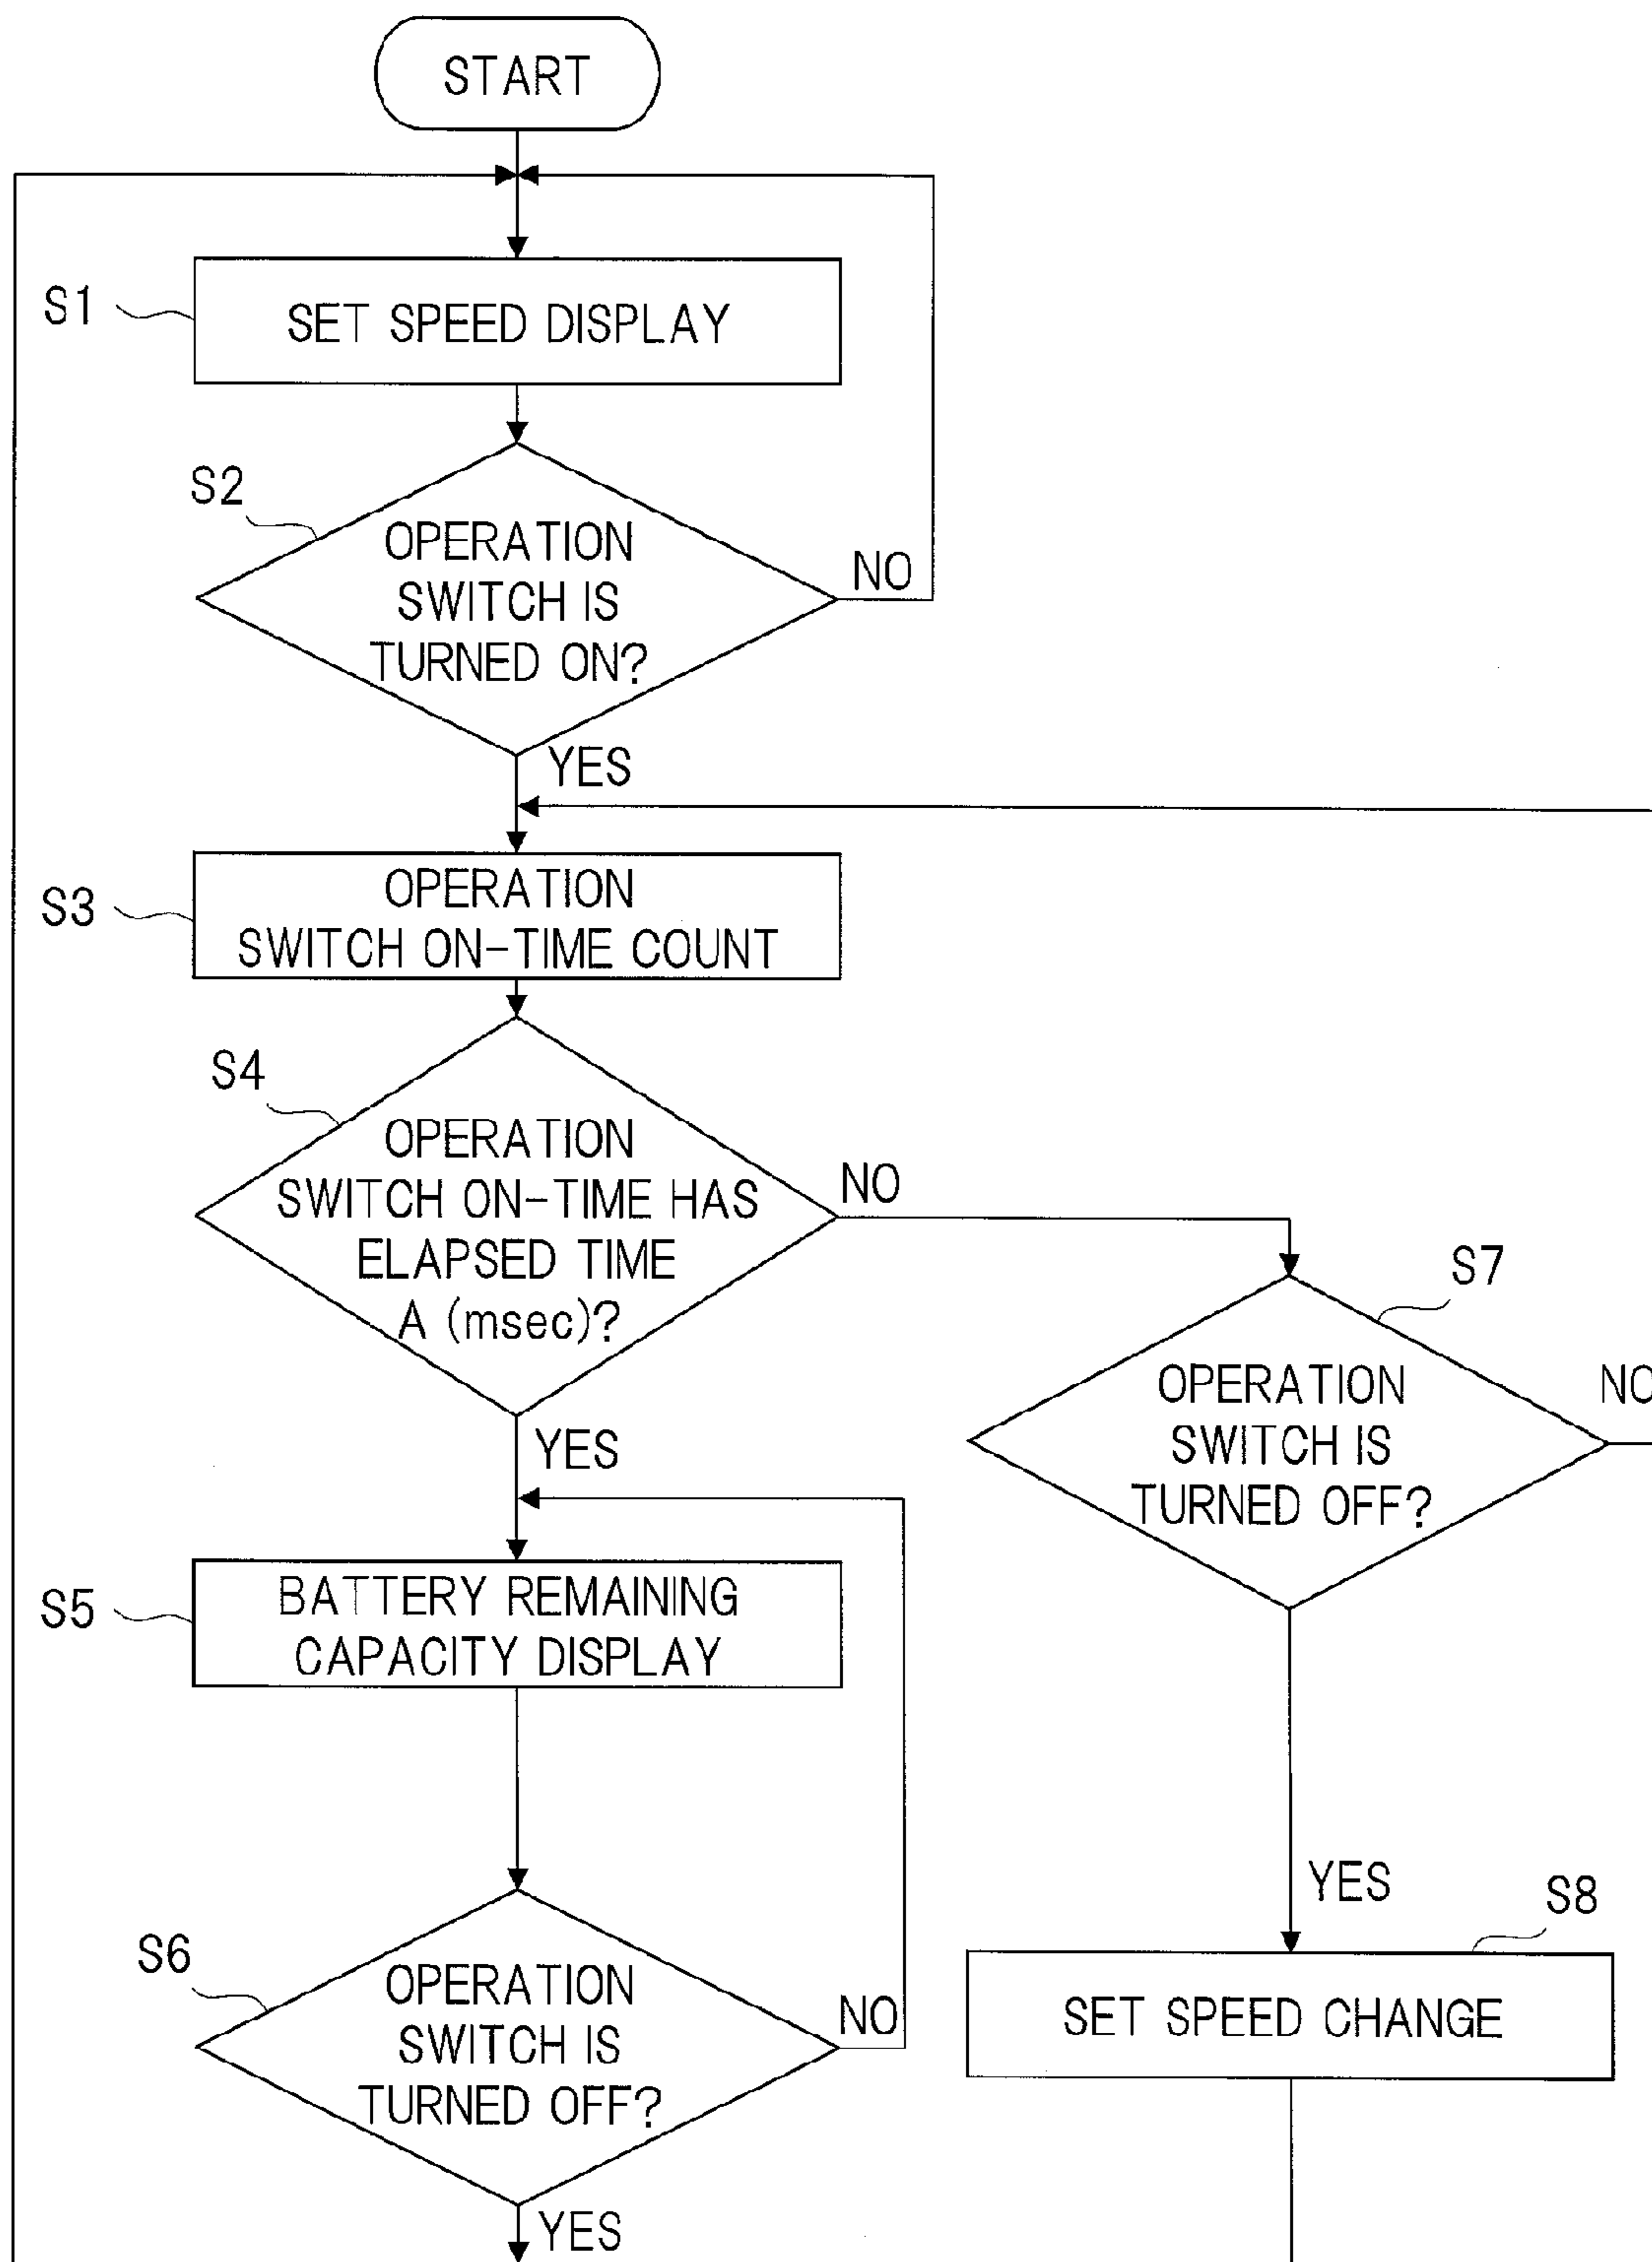 START
S1
SET SPEED DISPLAY
S2
OPERATION
SWITCH IS
TURNED ON?
NO
YES
S3
OPERATION
SWITCH ON-TIME COUNT
S4
OPERATION
SWITCH ON-TIME HAS
ELAPSED TIME
A (msec)?
NO
YES
S7
OPERATION
SWITCH IS
TURNED OFF?
NO
YES
S5
BATTERY REMAINING
CAPACITY DISPLAY
S6
OPERATION
SWITCH IS
TURNED OFF?
NO
YES
S8
SET SPEED CHANGE